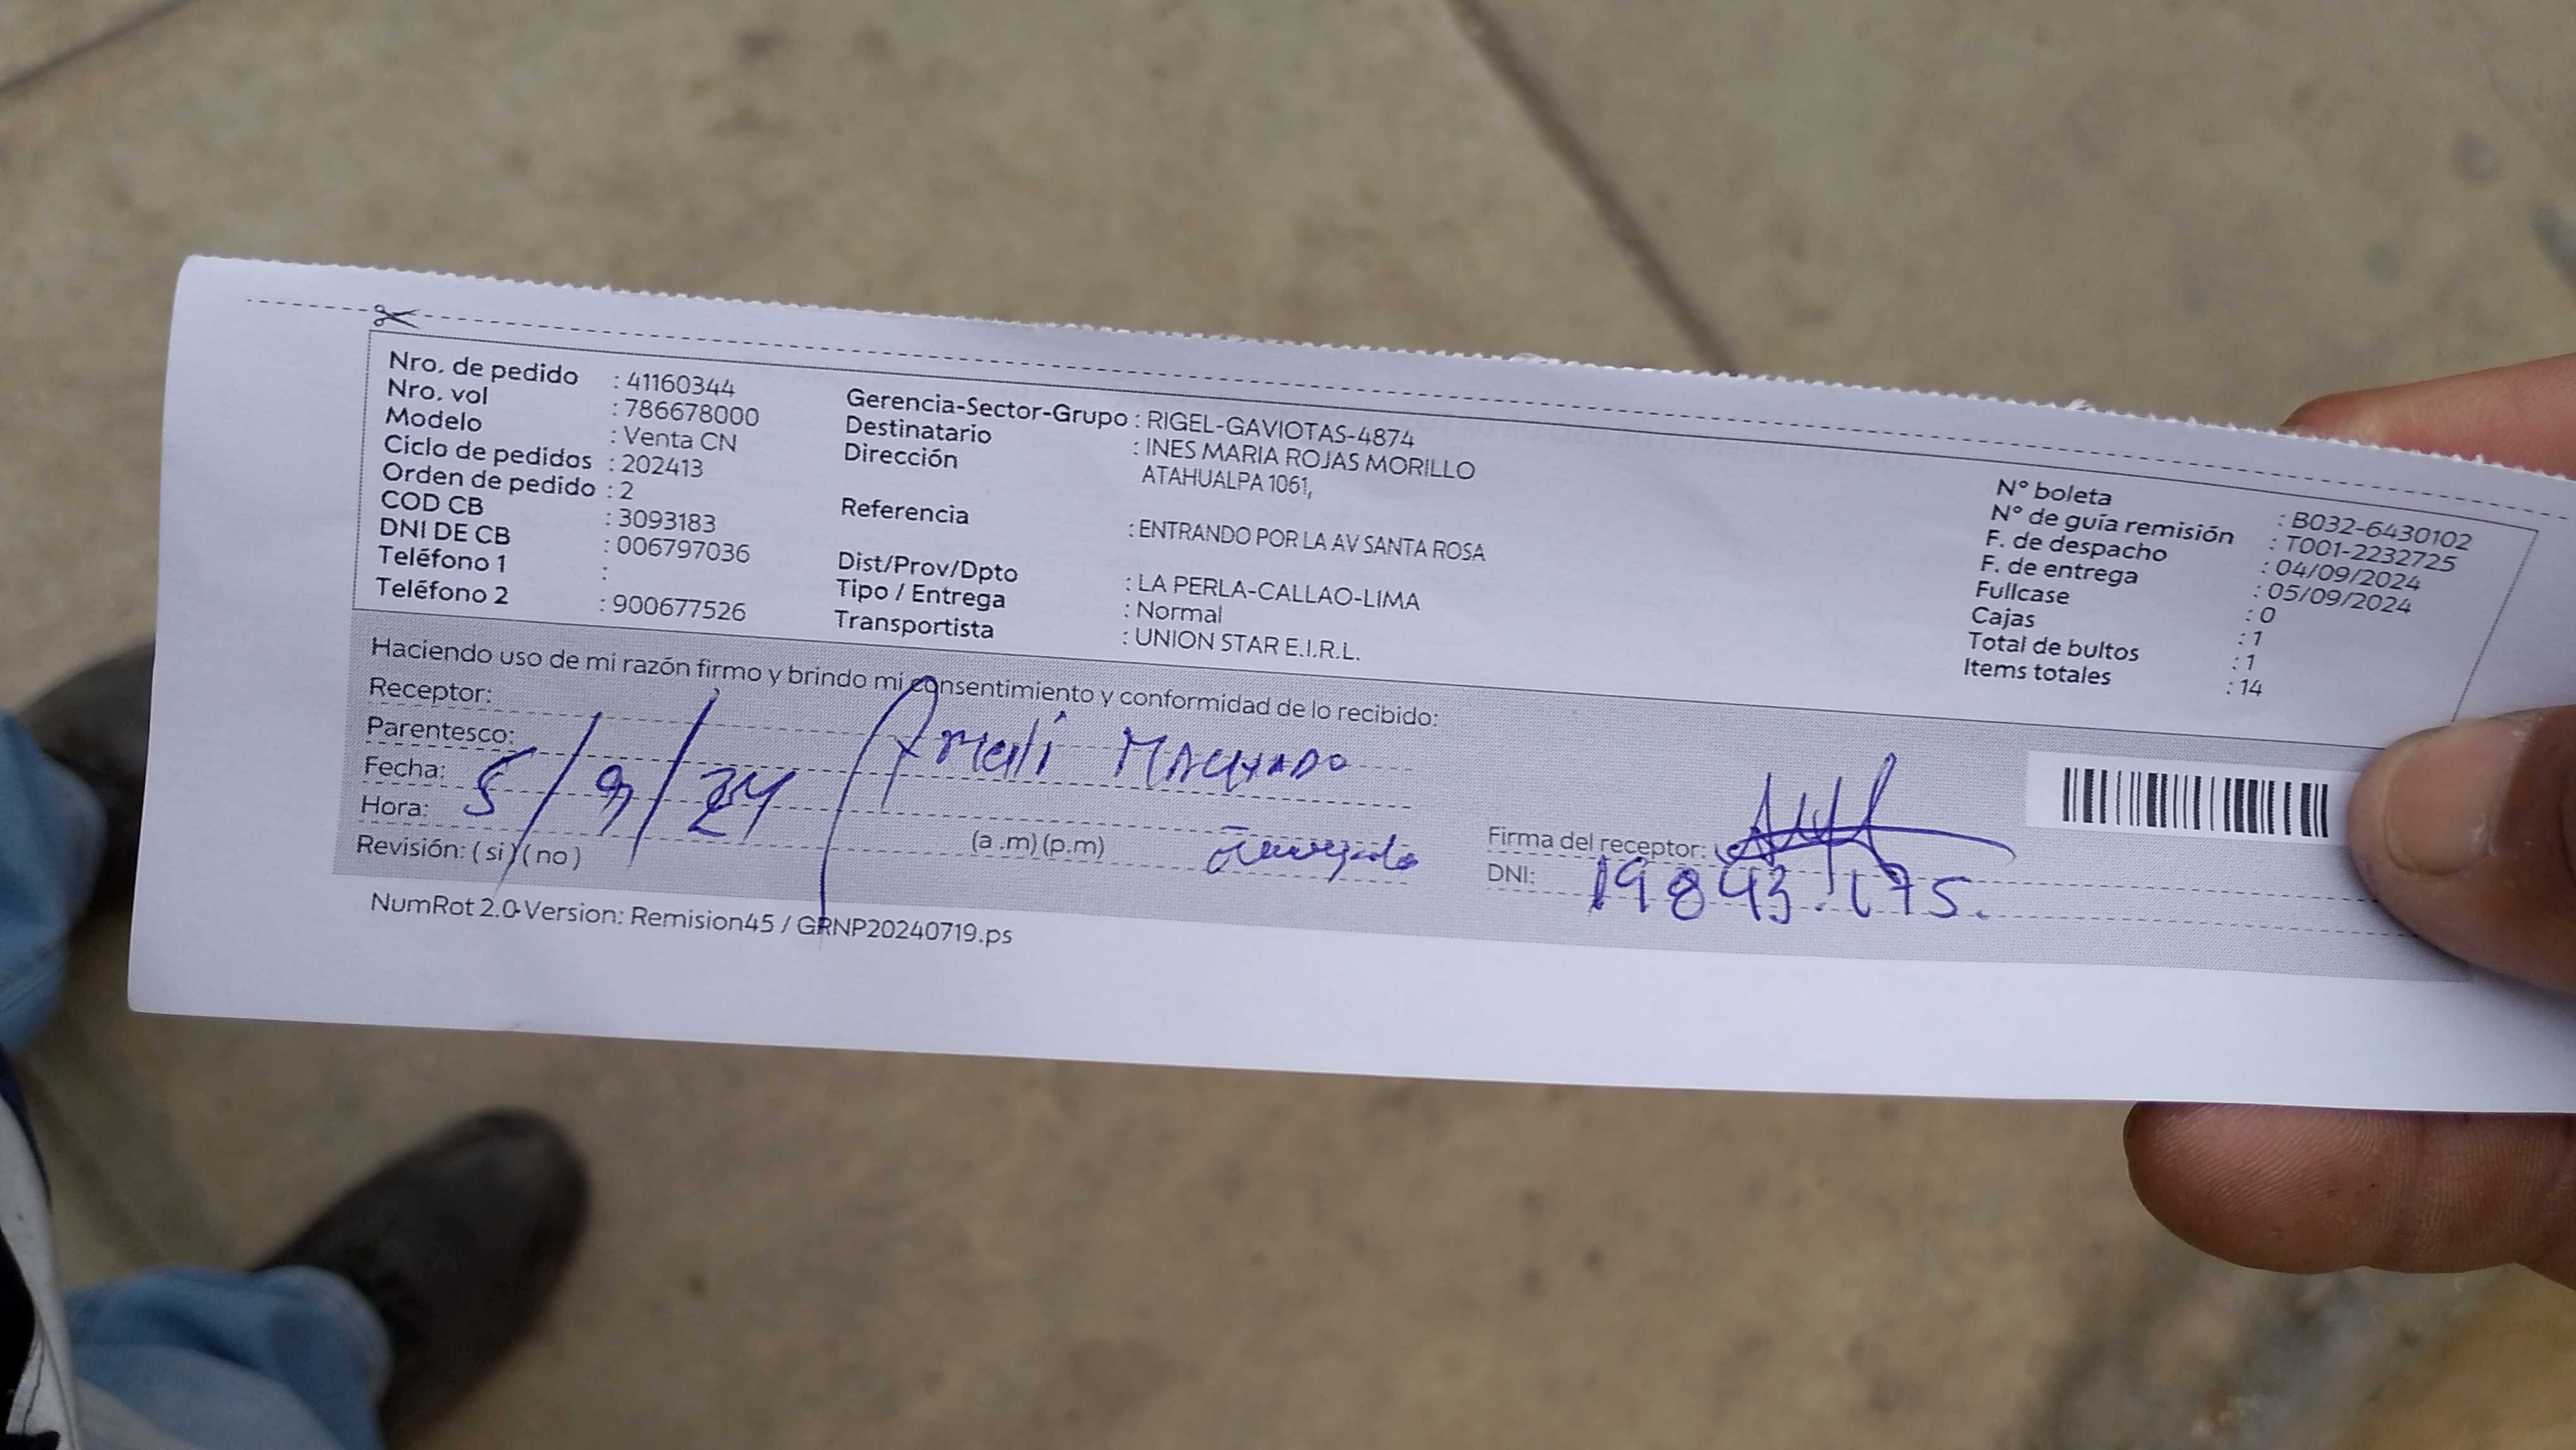 Nro. de pedido : 41160344
Nro. vol : 786678000
Modelo : Venta CN
Ciclo de pedidos : 202413
Orden de pedido : 2
COD CB : 3093183
DNI DE CB : 006797036
Teléfono 1 :
Teléfono 2 : 900677526
Gerencia-Sector-Grupo : RIGEL-GAVIOTAS-4874
Destinatario : INES MARIA ROJAS MORILLO
Dirección ATAHUALPA 1061,
Referencia : ENTRANDO POR LA AV SANTA ROSA
Dist/Prov/Dpto : LA PERLA-CALLAO-LIMA
Tipo / Entrega : Normal
Transportista : UNION STAR E.I.R.L.
N° boleta : B032-6430102
N° de guía remisión : T001-2232725
F. de despacho : 04/09/2024
F. de entrega : 05/09/2024
Fullcase : 0
Cajas : 1
Total de bultos : 1
Items totales : 14
Haciendo uso de mi razón firmo y brindo mi consentimiento y conformidad de lo recibido:
Receptor:
Parentesco: MACHADO
Fecha: 5/9/24
Hora: (a .m) (p.m)
Revisión: ( si ) ( no )
Firma del receptor:
DNI: 19843.175.
NumRot 2.0-Version: Remision45 / GRNP20240719.ps